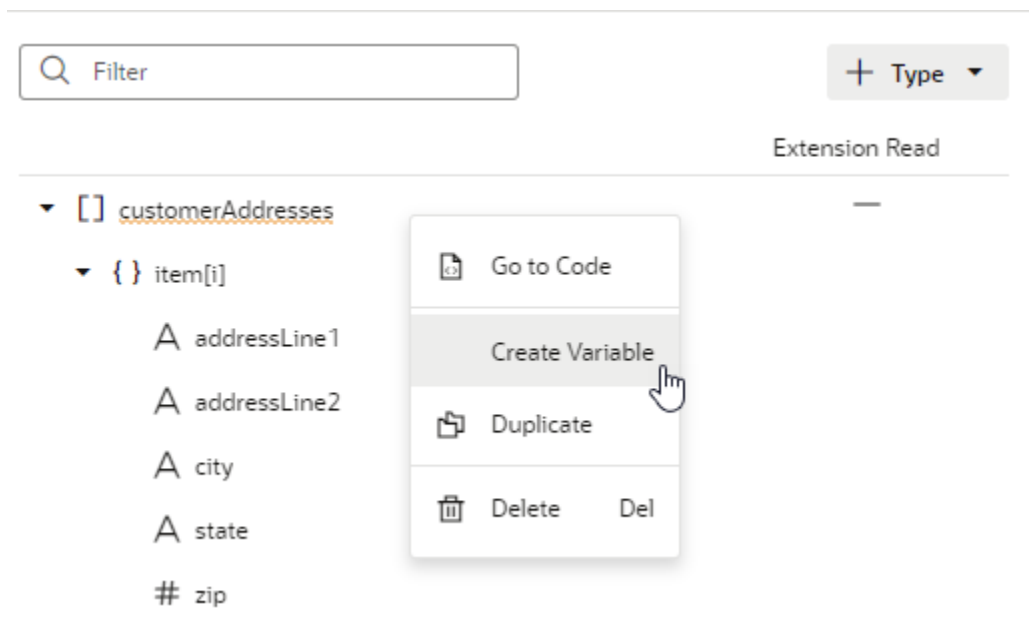 Filter
+ Type
Extension Read
[] customerAddresses
{ } item[i]
Go to Code
A addressLine1
Create Variable
A addressLine2
Duplicate
A city
Delete Del
A state
# zip